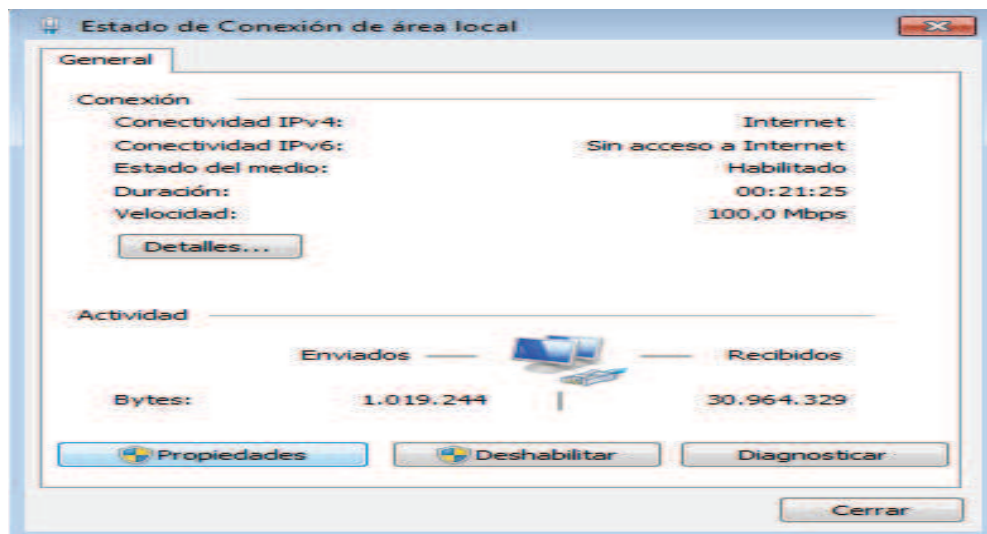 Estado de Conexión de área local
General
Conexión
Conectividad IPv4: Internet
Conectividad IPv6: Sin acceso a Internet
Estado del medio: Habilitado
Duración: 00:21:25
Velocidad: 100,0 Mbps
Detalles...
Actividad
Enviados Recibidos
Bytes: 1.019.244 30.964.329
Propiedades Deshabilitar Diagnosticar
Cerrar